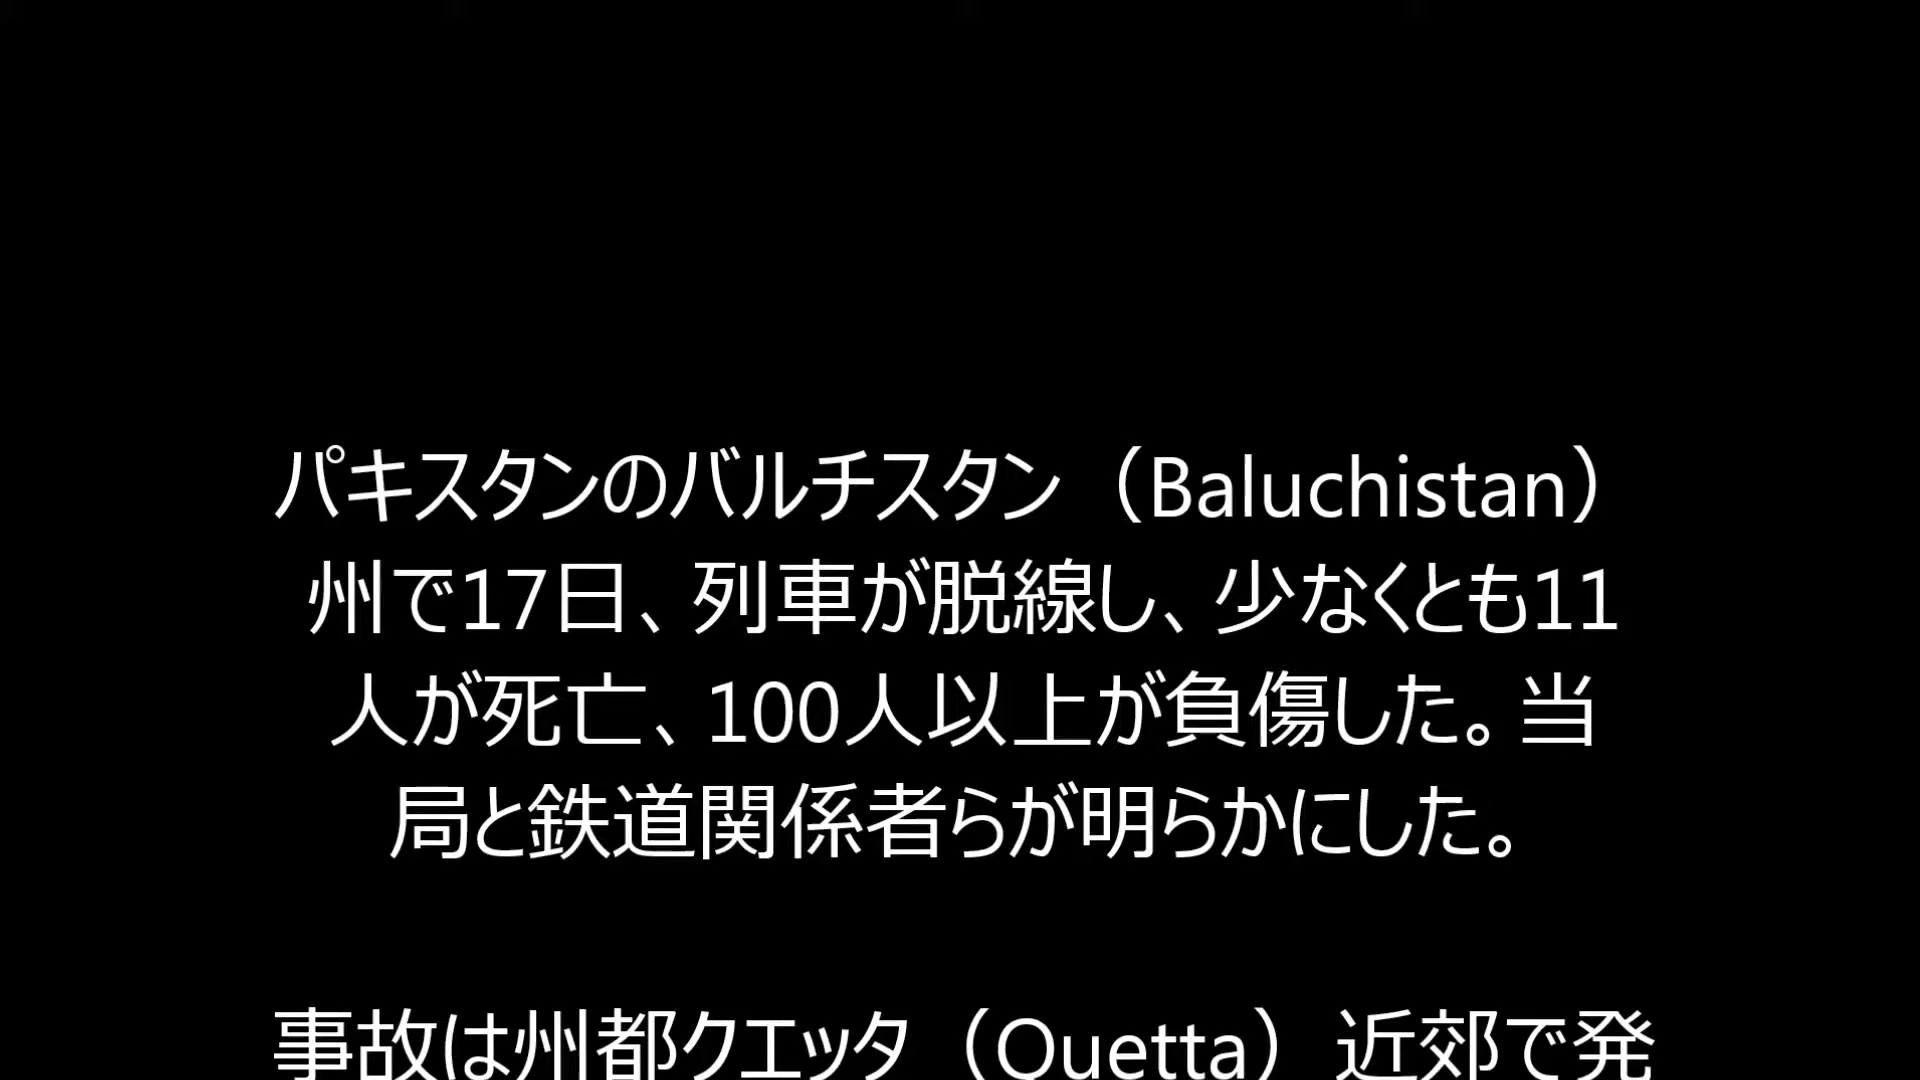 パキスタンのバルチスタン（Baluchistan）
州で17日、列車が脱線し、少なくとも11
人が死亡、100人以上が負傷した。当
局と鉄道関係者らが明らかにした。
事故は州都クエッタ（Quetta）近郊で発